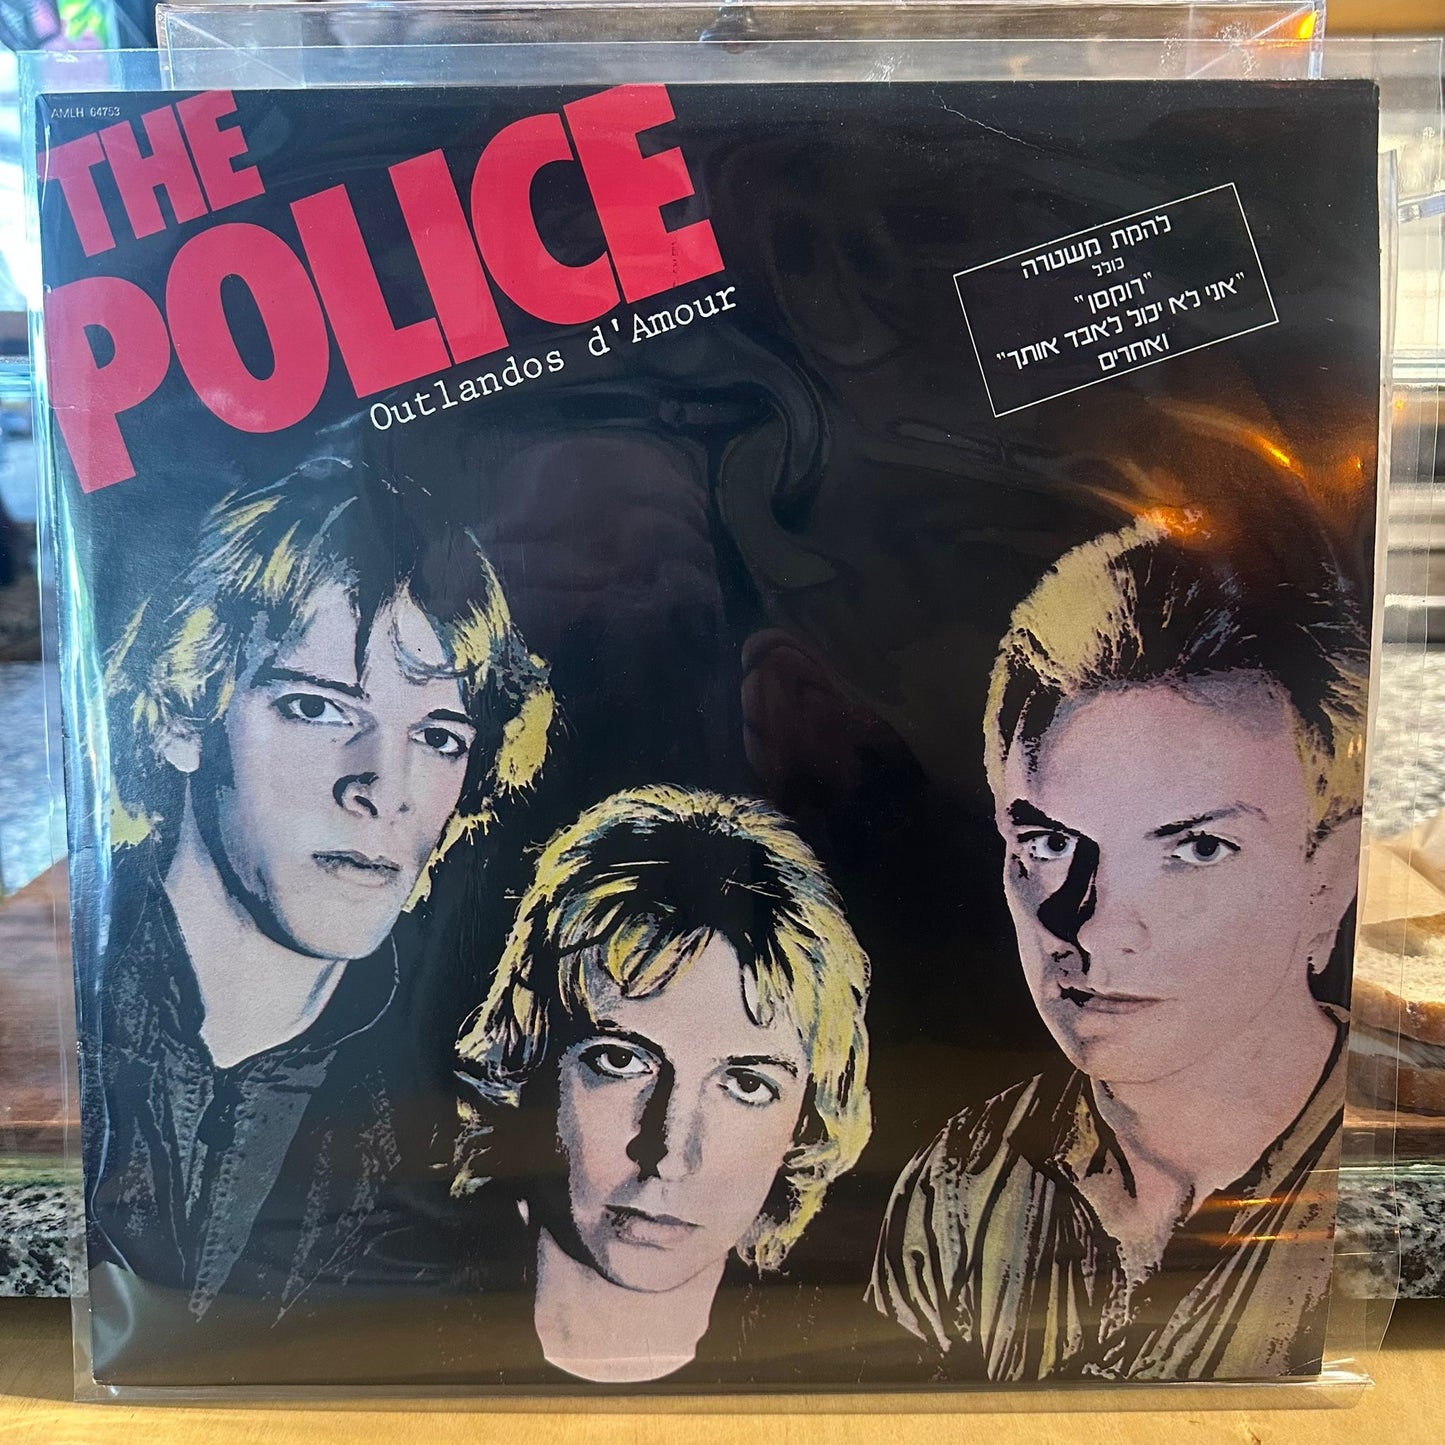 AMLH 64753
THE
POLICE
Outlandos d'Amour
להקת משטרה
כולל
"רוקסן"
"אני לא יכול לאבד אותך"
ואחרים